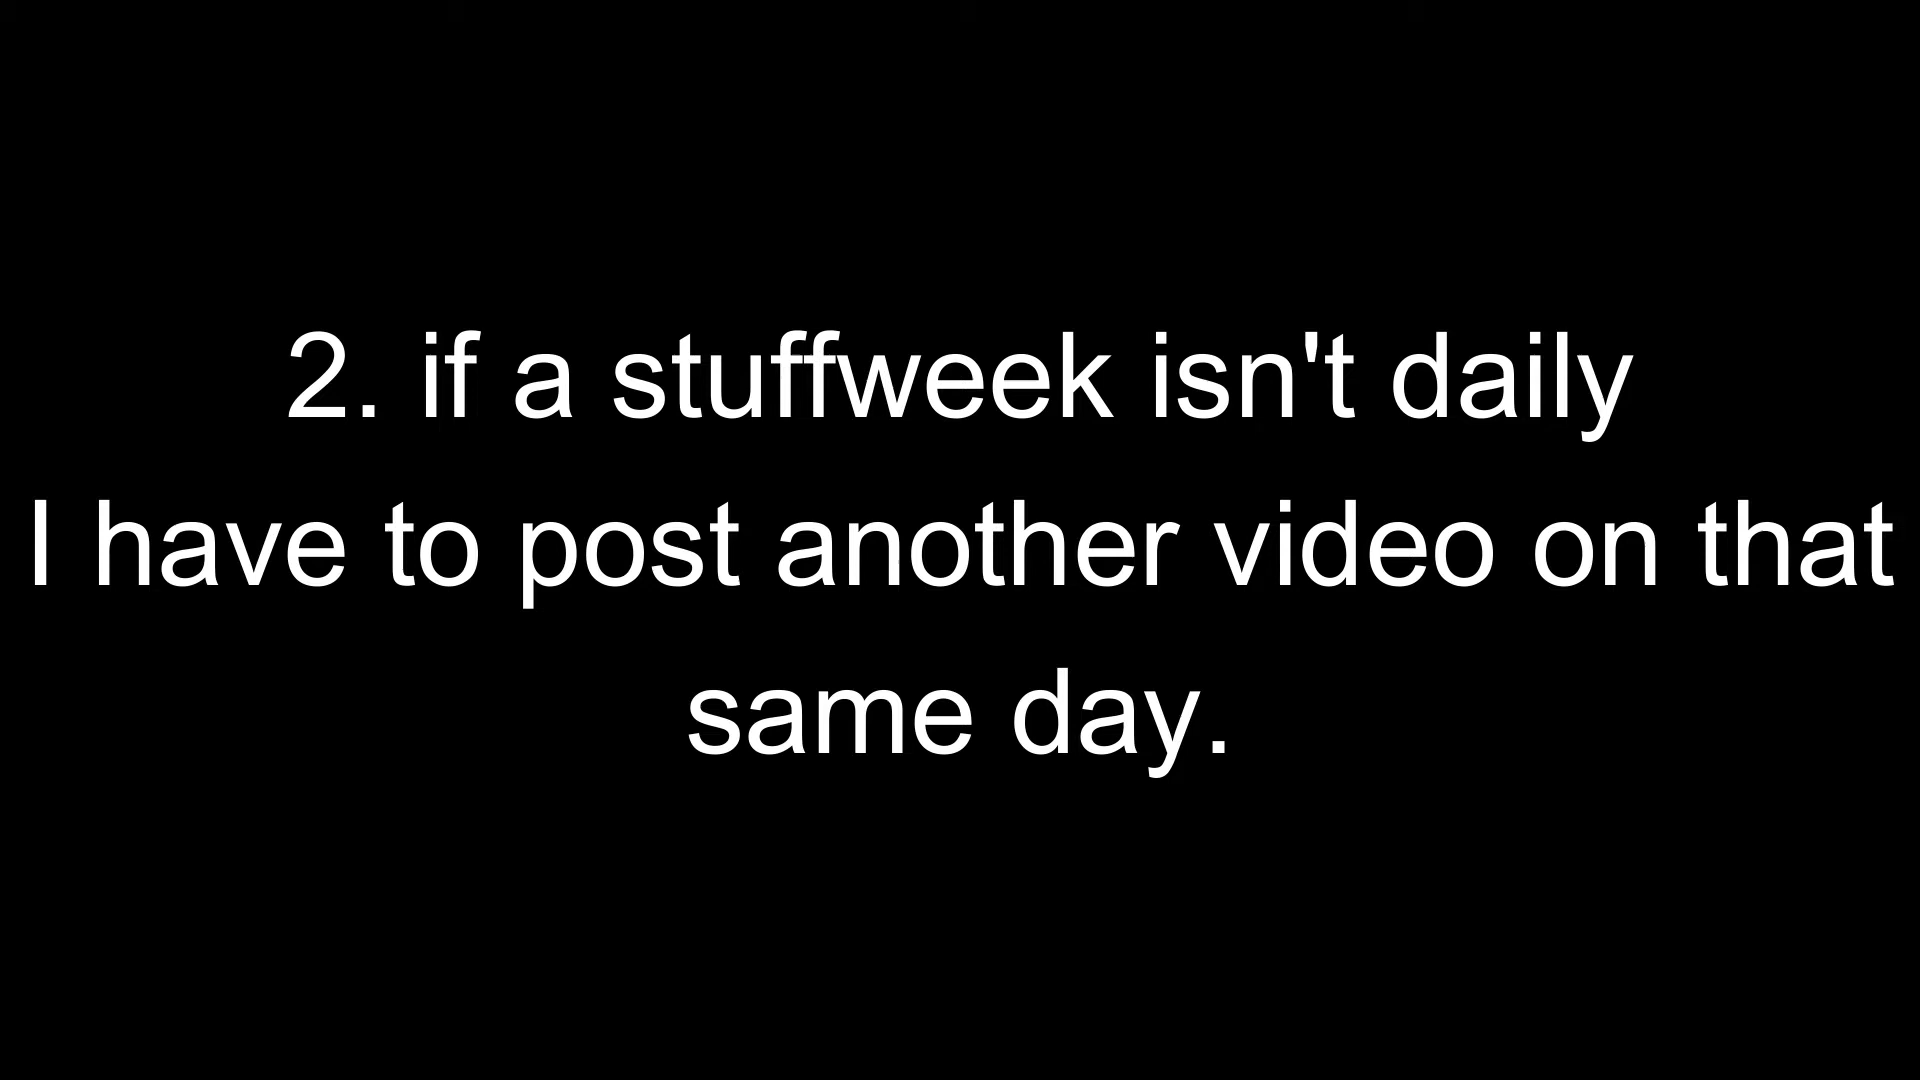 2. if a stuffweek isn't daily
I have to post another video on that
same day.